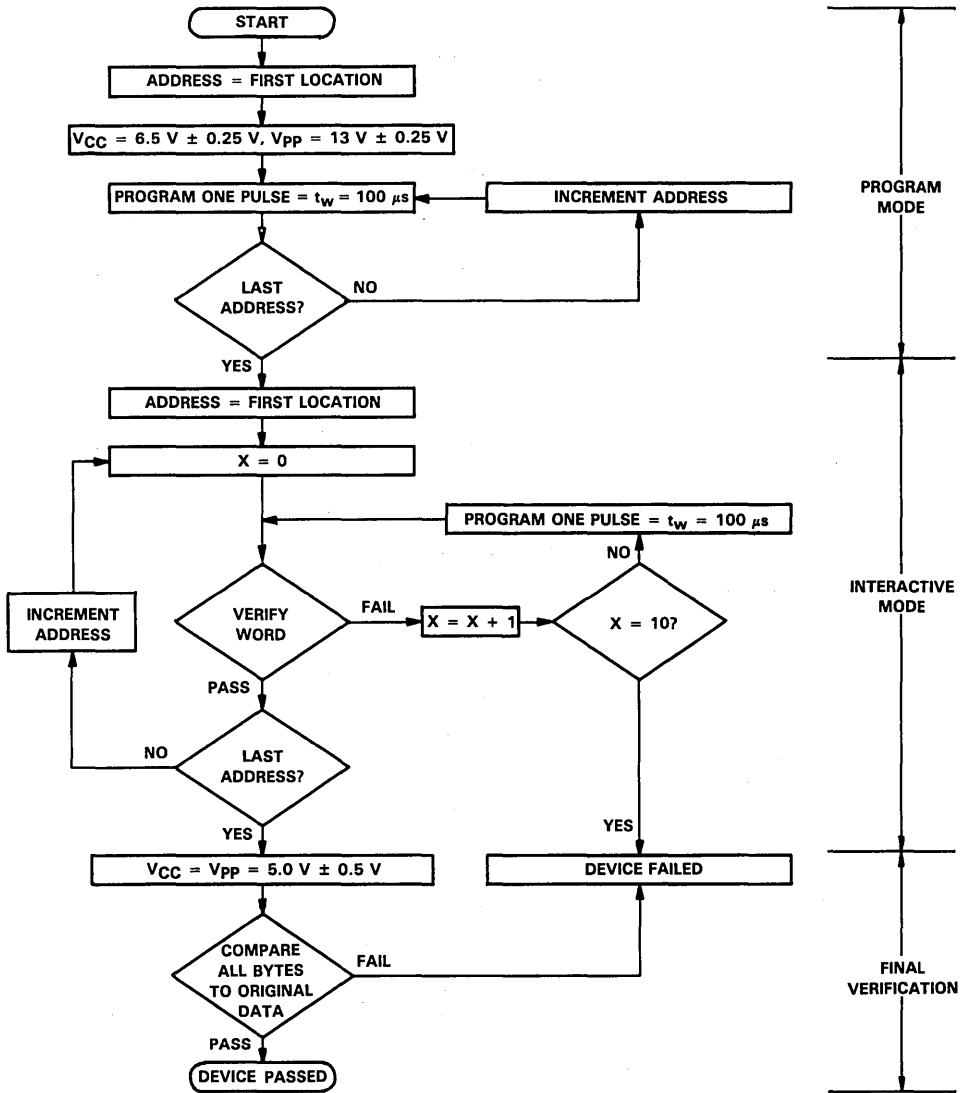 START
ADDRESS = FIRST LOCATION
VCC = 6.5 V ± 0.25 V, VPP = 13 V ± 0.25 V
PROGRAM ONE PULSE = tw = 100 μs
INCREMENT ADDRESS
PROGRAM
MODE
LAST
ADDRESS?
NO
YES
ADDRESS = FIRST LOCATION
X = 0
PROGRAM ONE PULSE = tw = 100 μs
NO
INCREMENT
ADDRESS
VERIFY
WORD
FAIL
X = X + 1
X = 10?
INTERACTIVE
MODE
PASS
NO
LAST
ADDRESS?
YES
YES
VCC = VPP = 5.0 V ± 0.5 V
DEVICE FAILED
COMPARE
ALL BYTES
TO ORIGINAL
DATA
FAIL
FINAL
VERIFICATION
PASS
DEVICE PASSED